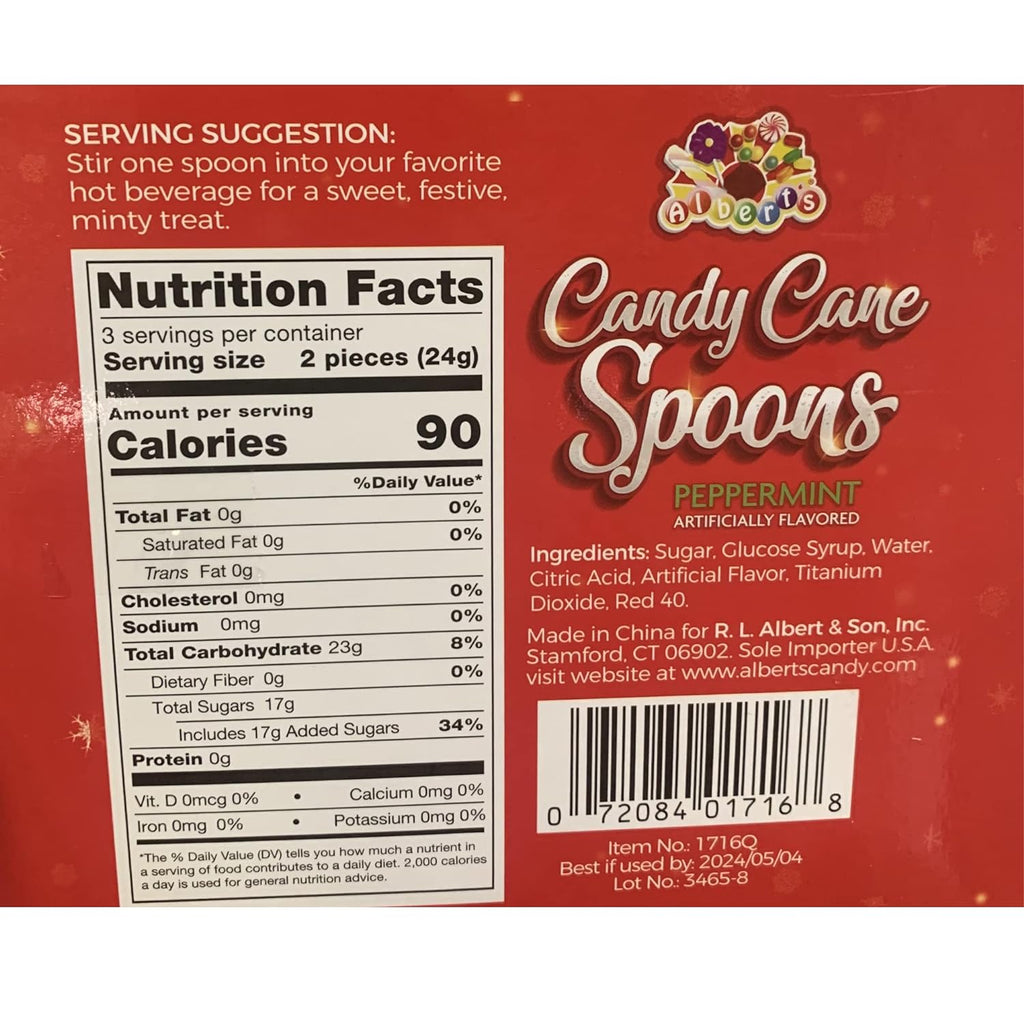 SERVING SUGGESTION:
Stir one spoon into your favorite
hot beverage for a sweet, festive,
minty treat.
Nutrition Facts
3 servings per container
Serving size 2 pieces (24g)
Amount per serving
Calories 90
%Daily Value*
Total Fat 0g 0%
Saturated Fat 0g 0%
Trans Fat 0g
Cholesterol 0mg 0%
Sodium 0mg 0%
Total Carbohydrate 23g 8%
Dietary Fiber 0g 0%
Total Sugars 17g
Includes 17g Added Sugars 34%
Protein 0g
Vit. D 0mcg 0% • Calcium 0mg 0%
Iron 0mg 0% • Potassium 0mg 0%
*The % Daily Value (DV) tells you how much a nutrient in
a serving of food contributes to a daily diet. 2,000 calories
a day is used for general nutrition advice.
Albert's
Candy Cane
Spoons
PEPPERMINT
ARTIFICIALLY FLAVORED
Ingredients: Sugar, Glucose Syrup, Water,
Citric Acid, Artificial Flavor, Titanium
Dioxide, Red 40.
Made in China for R. L. Albert & Son, Inc.
Stamford, CT 06902. Sole Importer U.S.A.
visit website at www.albertscandy.com
0 72084 01716 8
Item No.: 1716Q
Best if used by: 2024/05/04
Lot No.: 3465-8